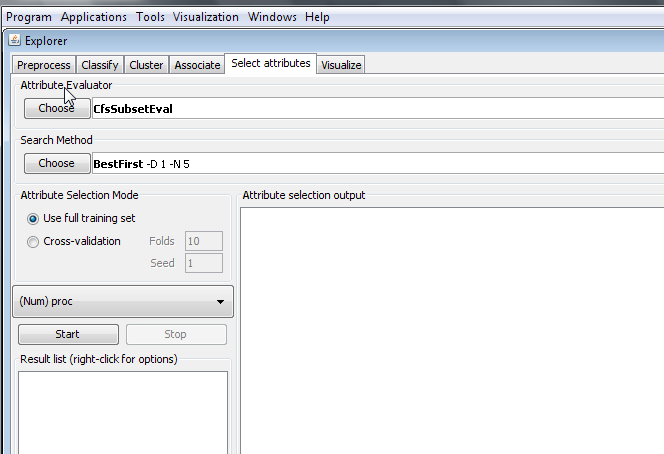 Program Applications Tools Visualization Windows Help
Explorer
Preprocess Classify Cluster Associate Select attributes Visualize
Attribute Evaluator
Choose CfsSubsetEval
Search Method
Choose BestFirst -D 1 -N 5
Attribute Selection Mode
Use full training set
Cross-validation Folds 10
Seed 1
(Num) proc
Start Stop
Result list (right-click for options)
Attribute selection output